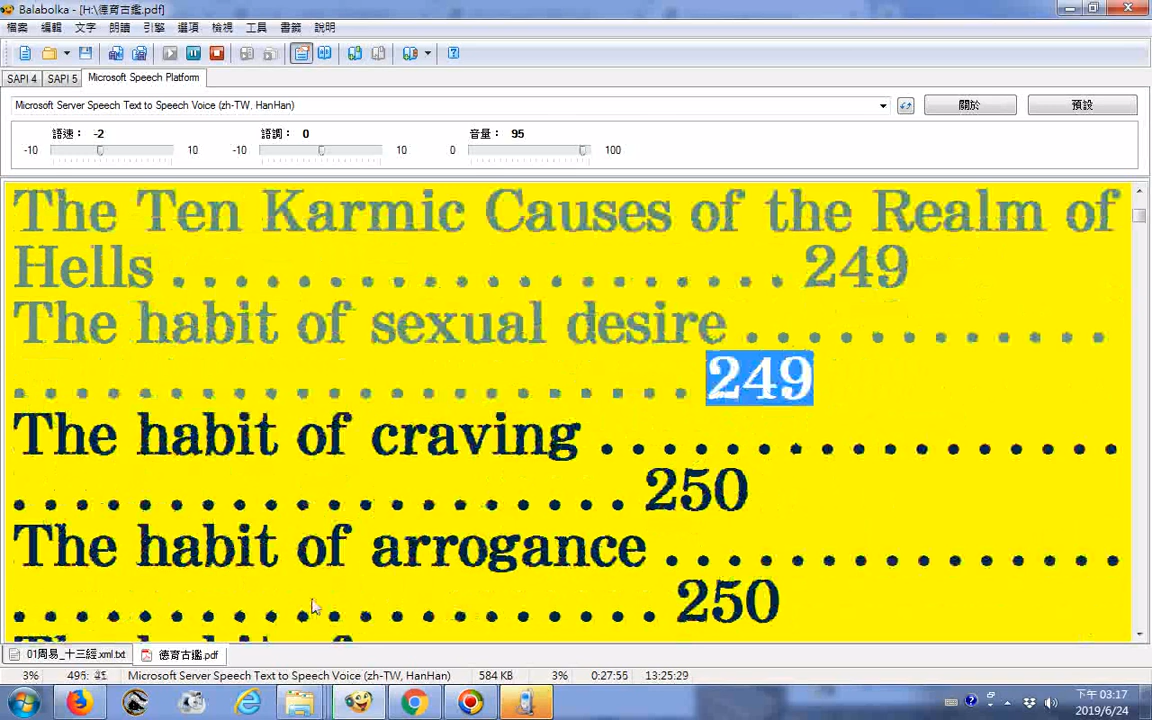 Balabolka - [H:\德育古鑑.pdf]
檔案 編輯 文字 朗讀 引擎 選項 檢視 工具 書籤 說明
SAPI 4 SAPI 5 Microsoft Speech Platform
Microsoft Server Speech Text to Speech Voice (zh-TW, HanHan) 關於 預設
語速： -2 語調： 0 音量： 95
-10 10 -10 10 0 100
The Ten Karmic Causes of the Realm of
Hells . . . . . . . . . . . . . . . . . . . . 249
The habit of sexual desire . . . . . . . . . . . .
. . . . . . . . . . . . . . . . . . . . . . 249
The habit of craving . . . . . . . . . . . . . . . . .
. . . . . . . . . . . . . . . . . . . . 250
The habit of arrogance . . . . . . . . . . . . . . .
. . . . . . . . . . . . . . . . . . . . . 250
01周易_十三經.xml.txt 德育古鑑.pdf
3% 495: 45 Microsoft Server Speech Text to Speech Voice (zh-TW, HanHan) 584 KB 3% 0:27:55 13:25:29
下午 03:17
2019/6/24